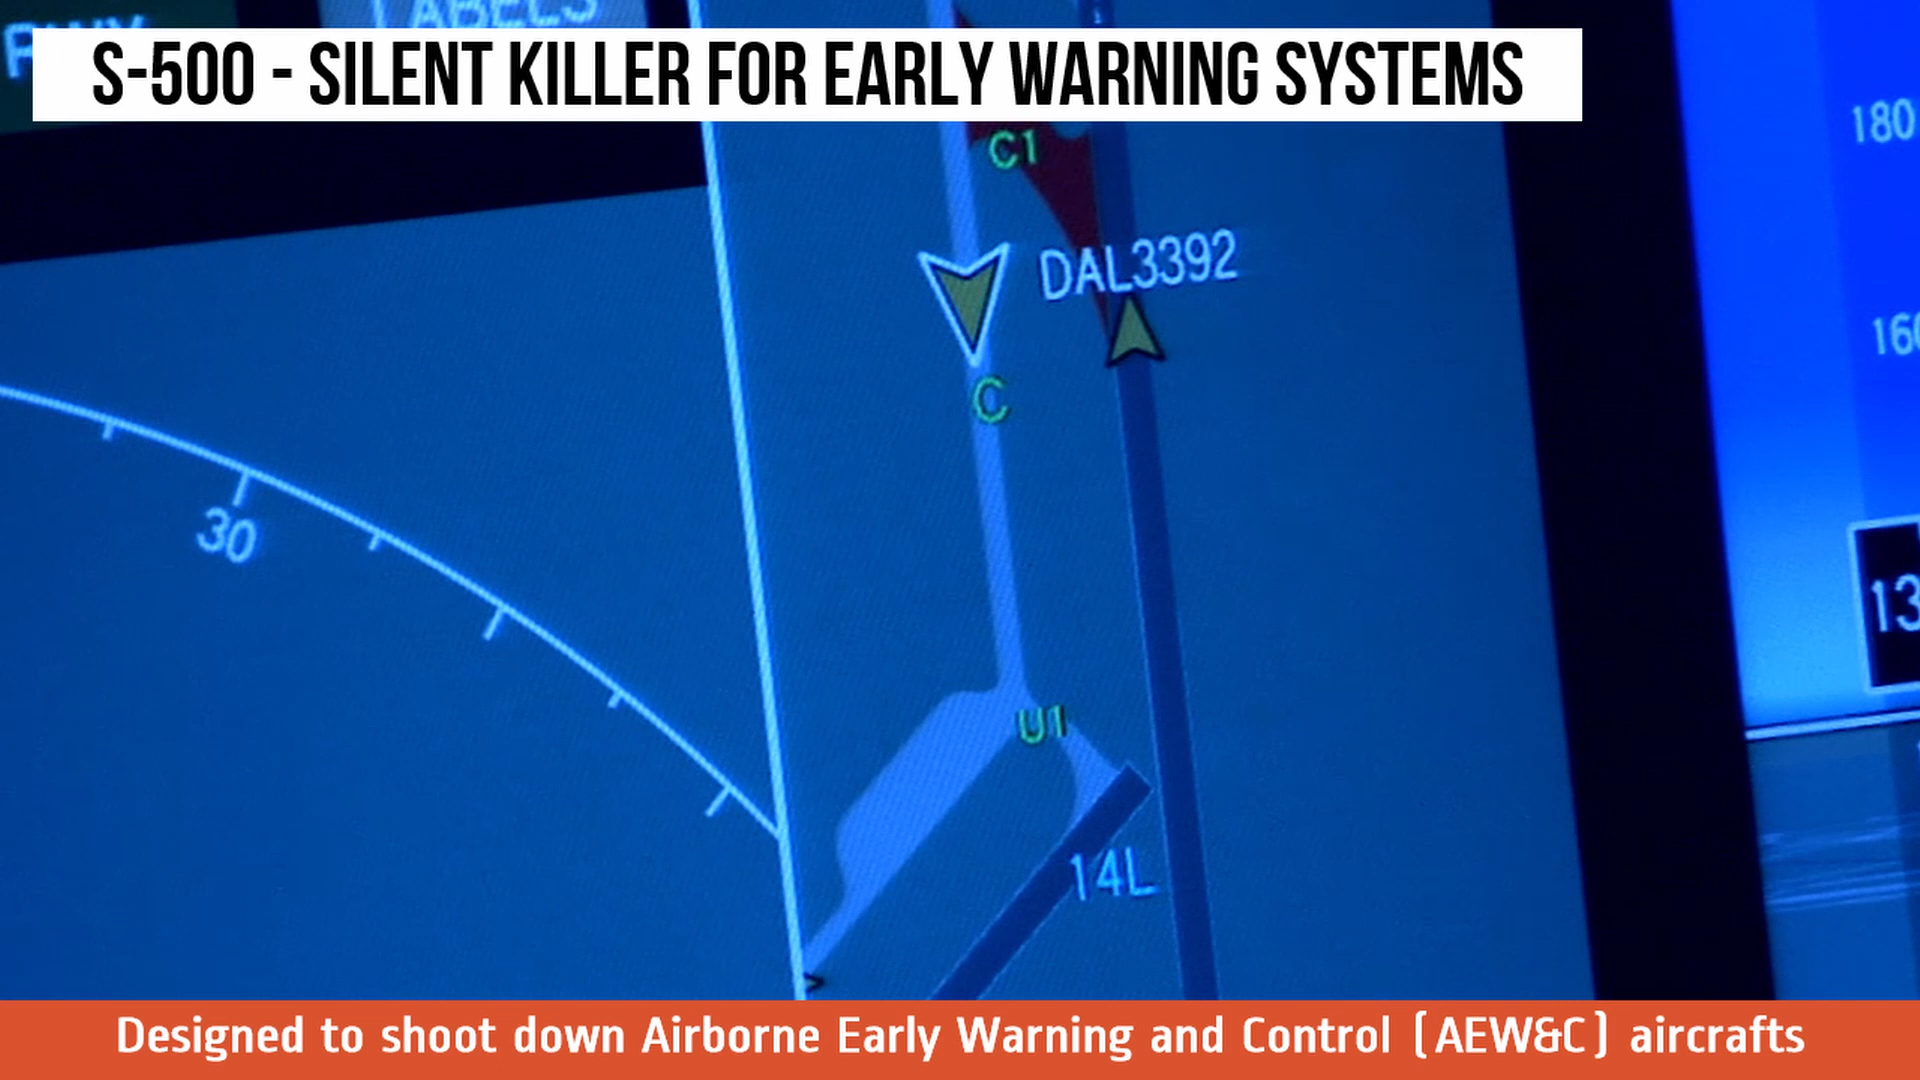 LABELS
S-500 - SILENT KILLER FOR EARLY WARNING SYSTEMS
180
C1
DAL3392
160
C
30
13
U1
14L
Designed to shoot down Airborne Early Warning and Control (AEW&C) aircrafts